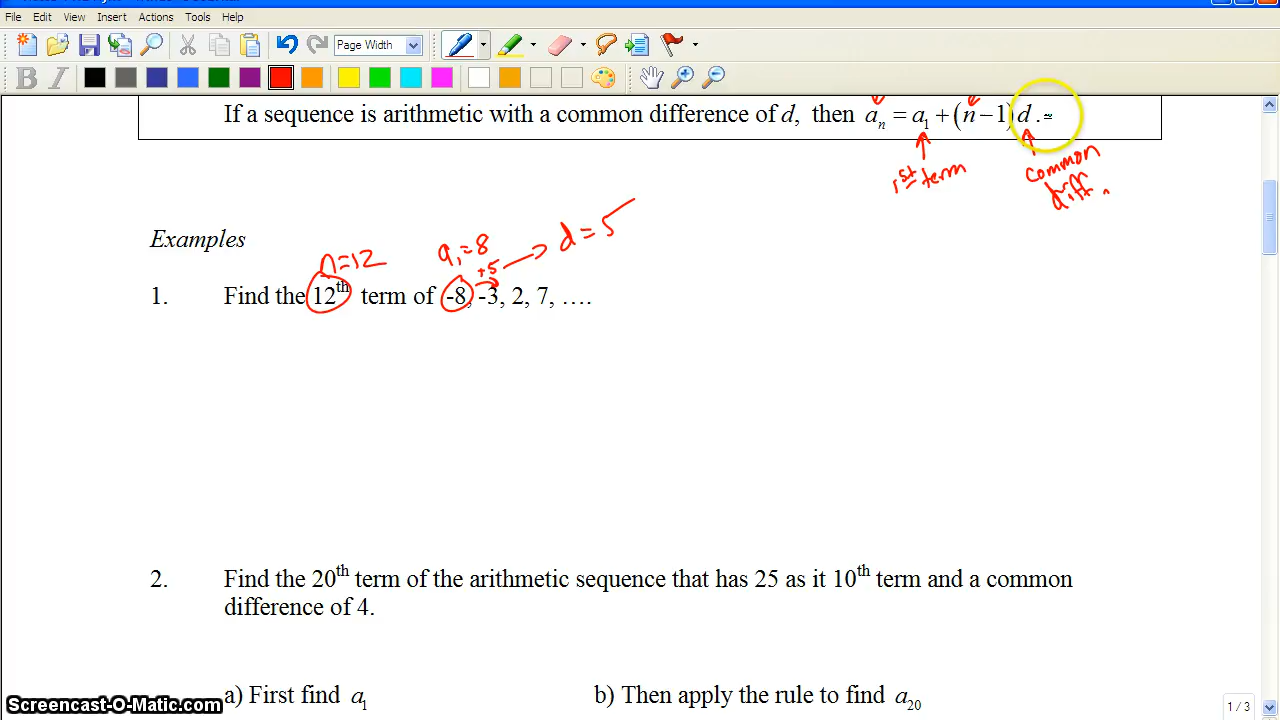 File Edit View Insert Actions Tools Help
Page Width
B I
If a sequence is arithmetic with a common difference of d, then aₙ = a₁ + (n − 1)d.
1st term
common diff.
Examples
n=12
a₁=8
+5
d=5
1. Find the 12th term of -8, -3, 2, 7, ….
2. Find the 20th term of the arithmetic sequence that has 25 as it 10th term and a common
difference of 4.
a) First find a₁ b) Then apply the rule to find a₂₀
Screencast-O-Matic.com
1 / 3